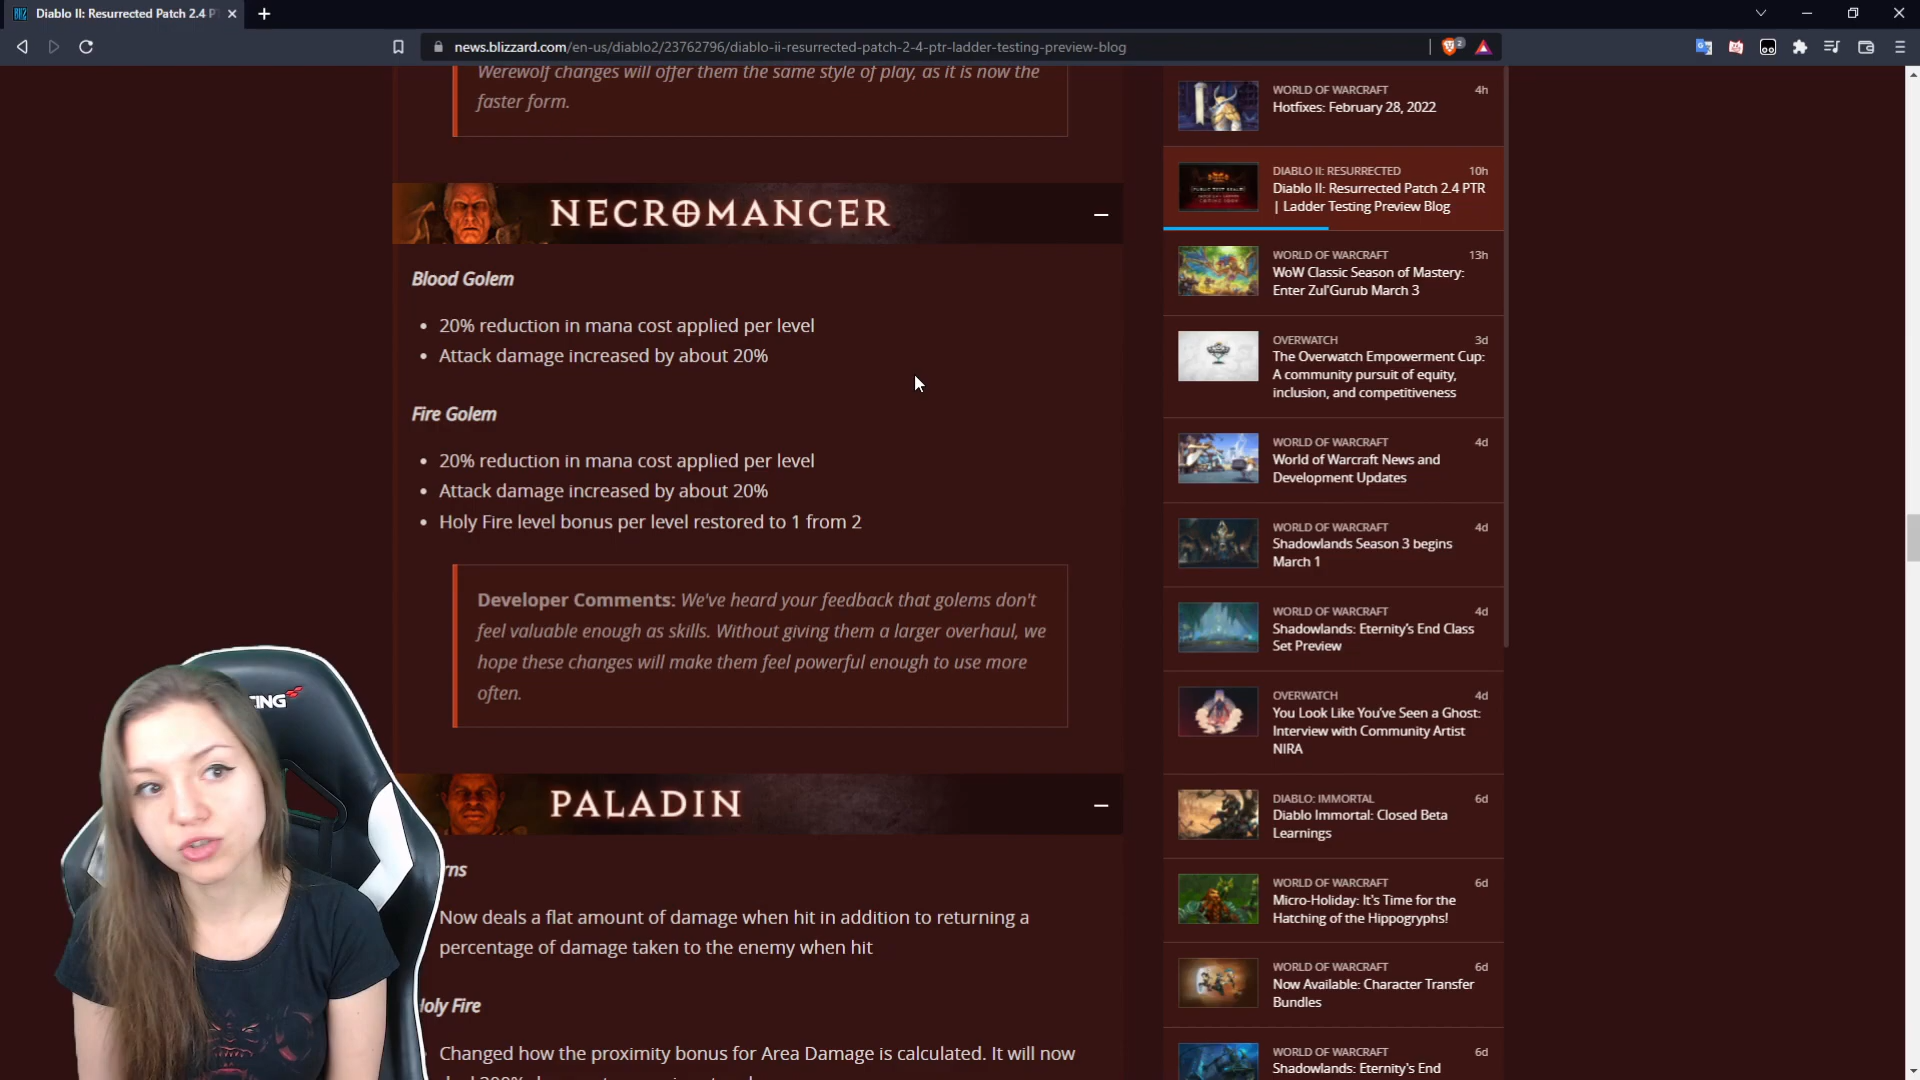 Diablo II: Resurrected Patch 2.4 P
news.blizzard.com/en-us/diablo2/23762796/diablo-ii-resurrected-patch-2-4-ptr-ladder-testing-preview-blog
2
Werewolf changes will offer them the same style of play, as it is now the
faster form.
NECROMANCER
Blood Golem
• 20% reduction in mana cost applied per level
• Attack damage increased by about 20%
Fire Golem
• 20% reduction in mana cost applied per level
• Attack damage increased by about 20%
• Holy Fire level bonus per level restored to 1 from 2
Developer Comments: We've heard your feedback that golems don't
feel valuable enough as skills. Without giving them a larger overhaul, we
hope these changes will make them feel powerful enough to use more
often.
PALADIN
rns
Now deals a flat amount of damage when hit in addition to returning a
percentage of damage taken to the enemy when hit
Holy Fire
Changed how the proximity bonus for Area Damage is calculated. It will now
WORLD OF WARCRAFT 4h
Hotfixes: February 28, 2022
DIABLO II: RESURRECTED 10h
Diablo II: Resurrected Patch 2.4 PTR
| Ladder Testing Preview Blog
WORLD OF WARCRAFT 13h
WoW Classic Season of Mastery:
Enter Zul'Gurub March 3
OVERWATCH 3d
The Overwatch Empowerment Cup:
A community pursuit of equity,
inclusion, and competitiveness
WORLD OF WARCRAFT 4d
World of Warcraft News and
Development Updates
WORLD OF WARCRAFT 4d
Shadowlands Season 3 begins
March 1
WORLD OF WARCRAFT 4d
Shadowlands: Eternity's End Class
Set Preview
OVERWATCH 4d
You Look Like You've Seen a Ghost:
Interview with Community Artist
NIRA
DIABLO: IMMORTAL 6d
Diablo Immortal: Closed Beta
Learnings
WORLD OF WARCRAFT 6d
Micro-Holiday: It's Time for the
Hatching of the Hippogryphs!
WORLD OF WARCRAFT 6d
Now Available: Character Transfer
Bundles
WORLD OF WARCRAFT 6d
Shadowlands: Eternity's End
ING